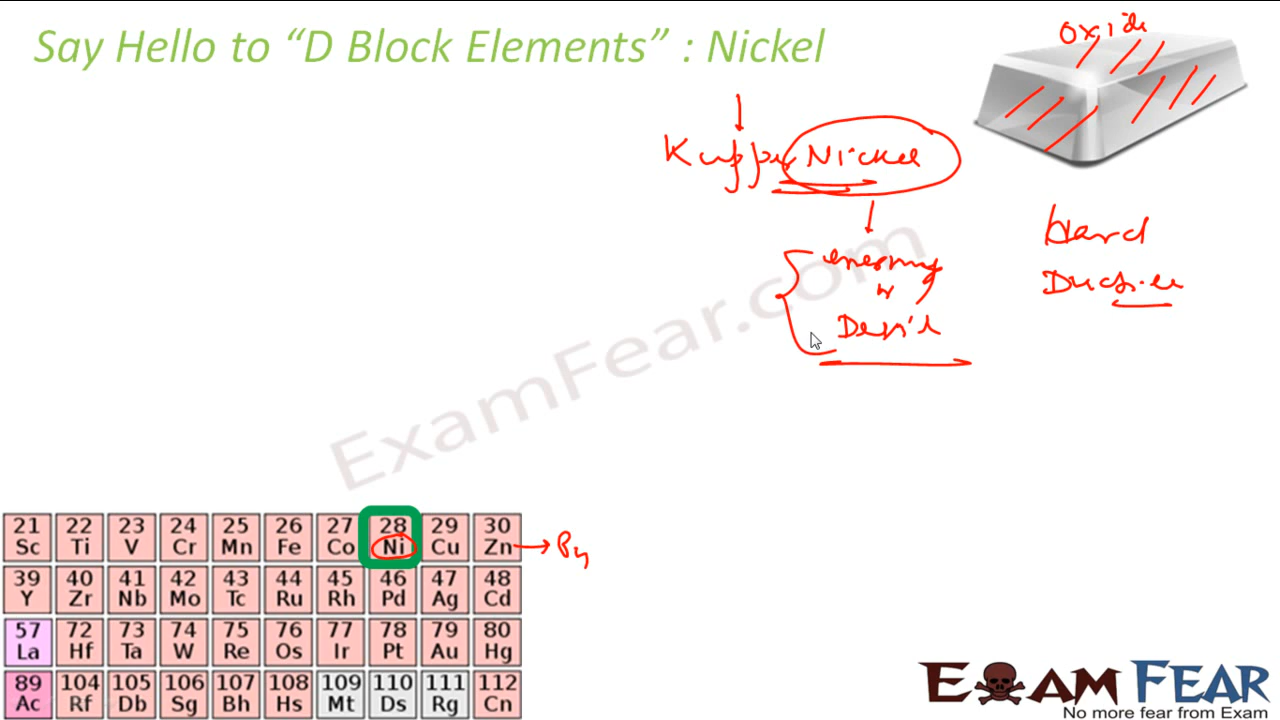 Say Hello to “D Block Elements” : Nickel
Oxide
Kupfer Nickel
Hard
Devil
ExamFear.com
21 22 23 24 25 26 27 28 29 30
Sc Ti V Cr Mn Fe Co Ni Cu Zn
39 40 41 42 43 44 45 46 47 48
Y Zr Nb Mo Tc Ru Rh Pd Ag Cd
57 72 73 74 75 76 77 78 79 80
La Hf Ta W Re Os Ir Pt Au Hg
89 104 105 106 107 108 109 110 111 112
Ac Rf Db Sg Bh Hs Mt Ds Rg Cn
EXAM FEAR
No more fear from Exam